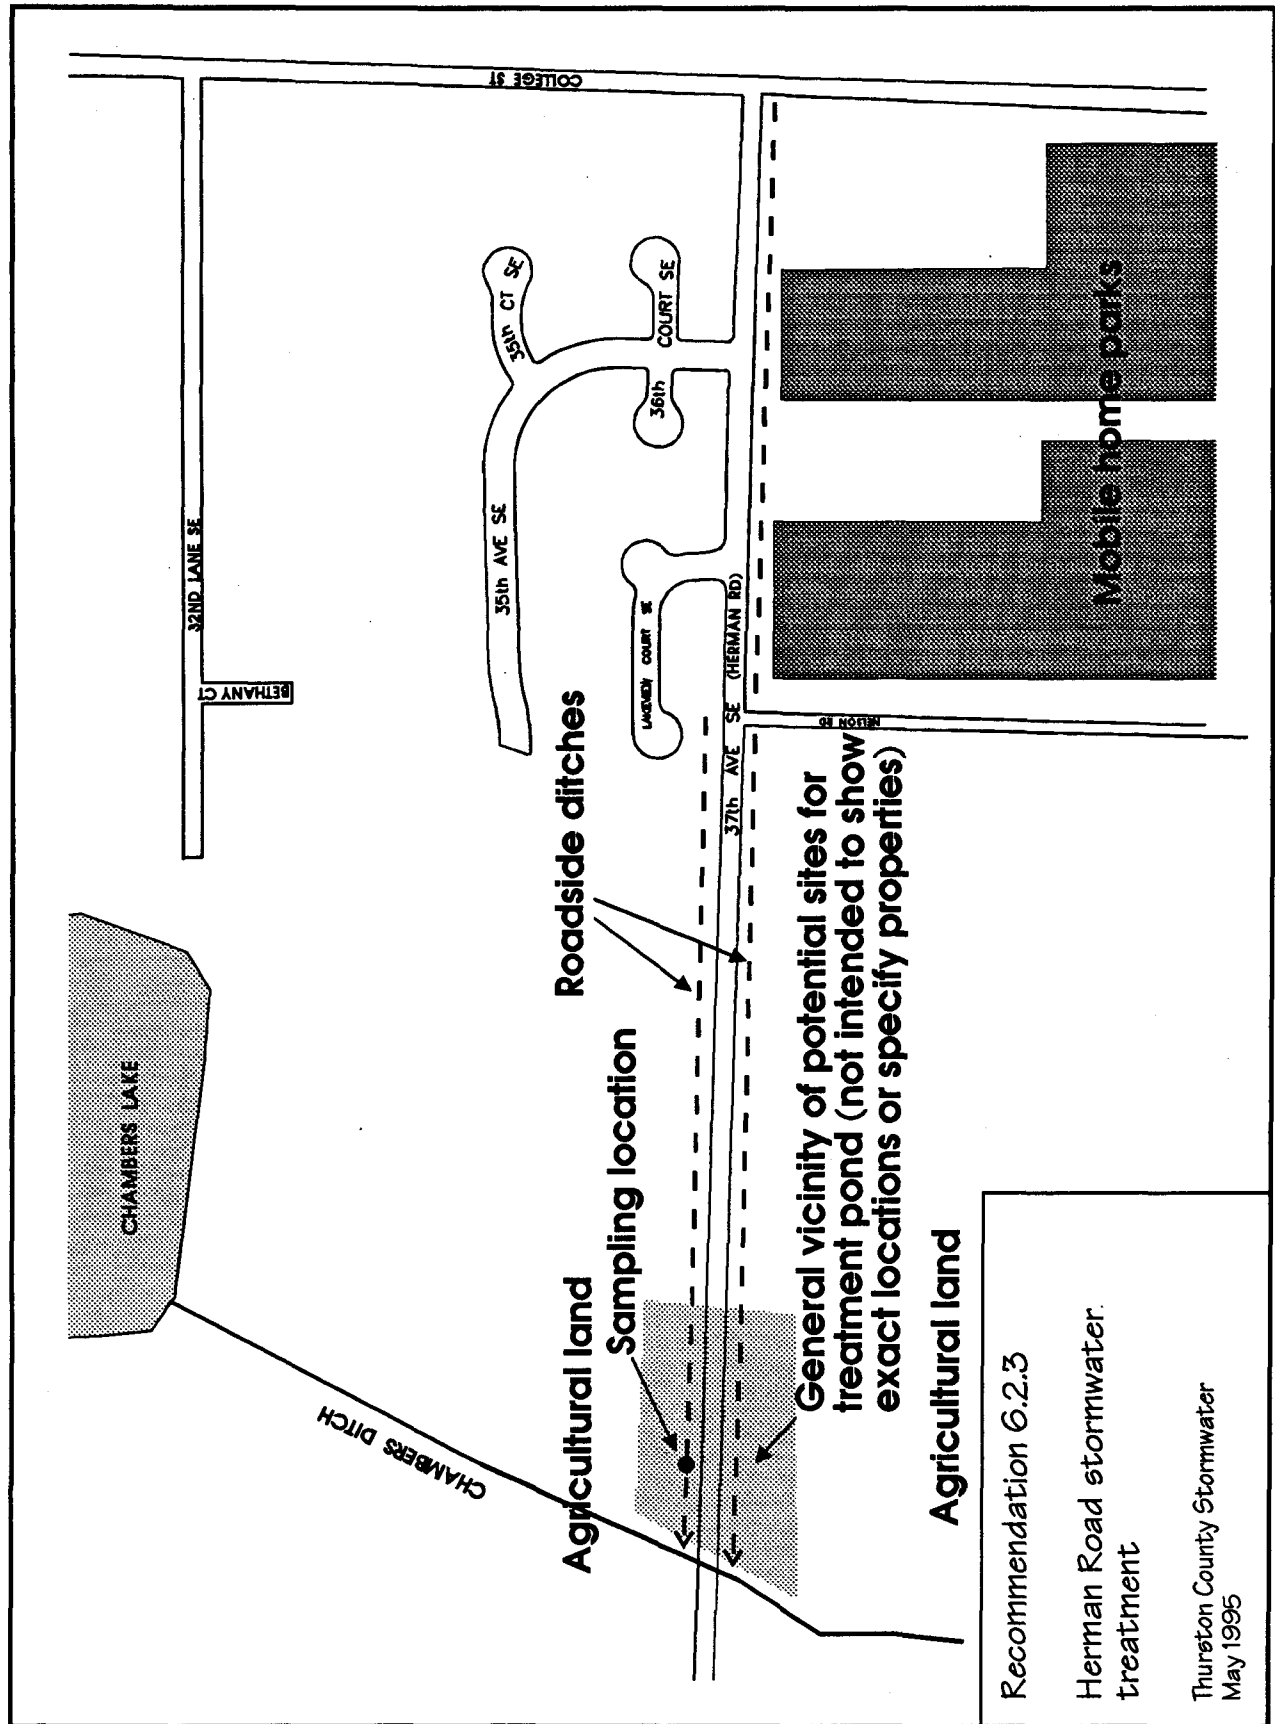 COLLEGE ST
32ND LANE SE
BETHANY CT
35th CT SE
35th AVE SE
36th COURT SE
LAKEVIEW COURT SE
37th AVE SE (HERMAN RD)
NELSON RD
Mobile home parks
CHAMBERS LAKE
CHAMBERS DITCH
Roadside ditches
Sampling location
Agricultural land
General vicinity of potential sites for
treatment pond (not intended to show
exact locations or specify properties)
Agricultural land
Recommendation 6.2.3
Herman Road stormwater
treatment
Thurston County Stormwater
May 1995